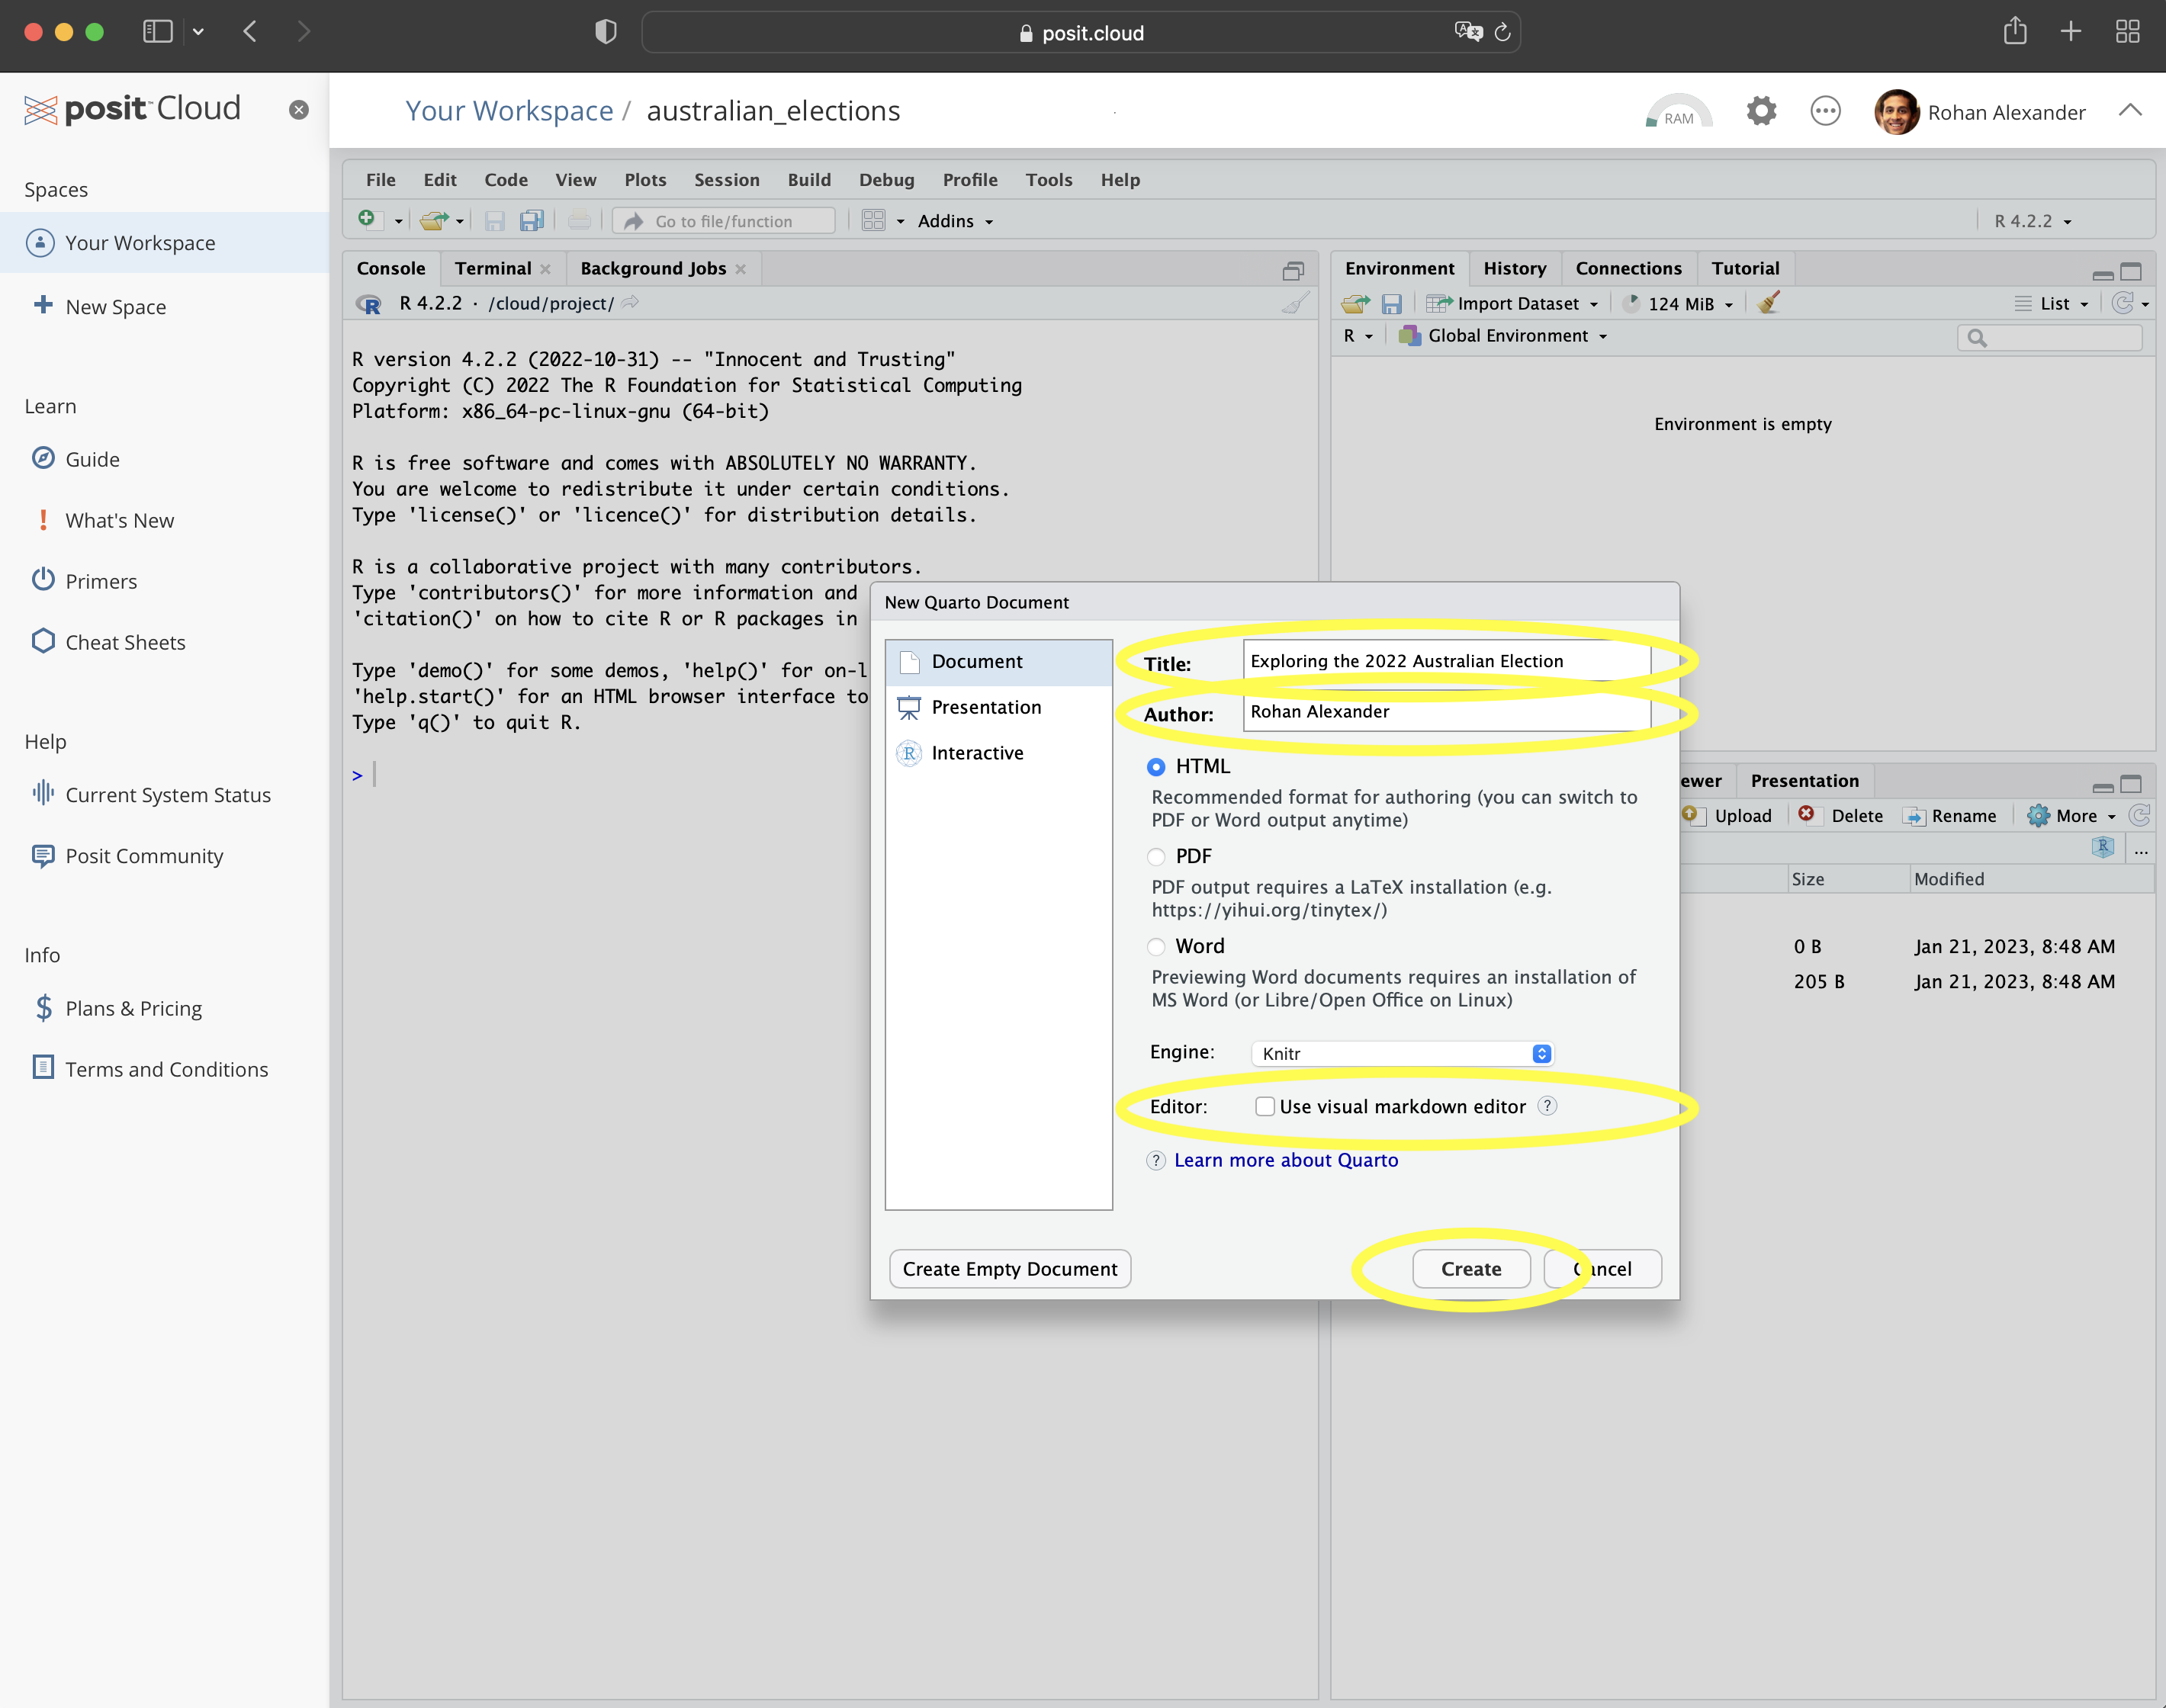 posit.cloud
posit Cloud
Your Workspace / australian_elections
RAM
Rohan Alexander
Spaces
Your Workspace
New Space
Learn
Guide
What's New
Primers
Cheat Sheets
Help
Current System Status
Posit Community
Info
Plans & Pricing
Terms and Conditions
File Edit Code View Plots Session Build Debug Profile Tools Help
Go to file/function Addins R 4.2.2
Console Terminal Background Jobs
R 4.2.2 · /cloud/project/
R version 4.2.2 (2022-10-31) -- "Innocent and Trusting"
Copyright (C) 2022 The R Foundation for Statistical Computing
Platform: x86_64-pc-linux-gnu (64-bit)
R is free software and comes with ABSOLUTELY NO WARRANTY.
You are welcome to redistribute it under certain conditions.
Type 'license()' or 'licence()' for distribution details.
R is a collaborative project with many contributors.
Type 'contributors()' for more information and
'citation()' on how to cite R or R packages in
Type 'demo()' for some demos, 'help()' for on-l
'help.start()' for an HTML browser interface to
Type 'q()' to quit R.
>
Environment History Connections Tutorial
Import Dataset 124 MiB List
R Global Environment
Environment is empty
New Quarto Document
Document
Presentation
Interactive
Title: Exploring the 2022 Australian Election
Author: Rohan Alexander
HTML
Recommended format for authoring (you can switch to
PDF or Word output anytime)
PDF
PDF output requires a LaTeX installation (e.g.
https://yihui.org/tinytex/)
Word
Previewing Word documents requires an installation of
MS Word (or Libre/Open Office on Linux)
Engine: Knitr
Editor: Use visual markdown editor ?
? Learn more about Quarto
Create Empty Document Create Cancel
ewer Presentation
Upload Delete Rename More
...
Size Modified
0 B Jan 21, 2023, 8:48 AM
205 B Jan 21, 2023, 8:48 AM